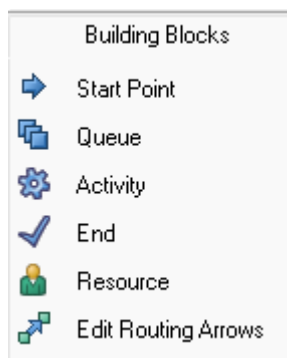 Building Blocks
Start Point
Queue
Activity
End
Resource
Edit Routing Arrows